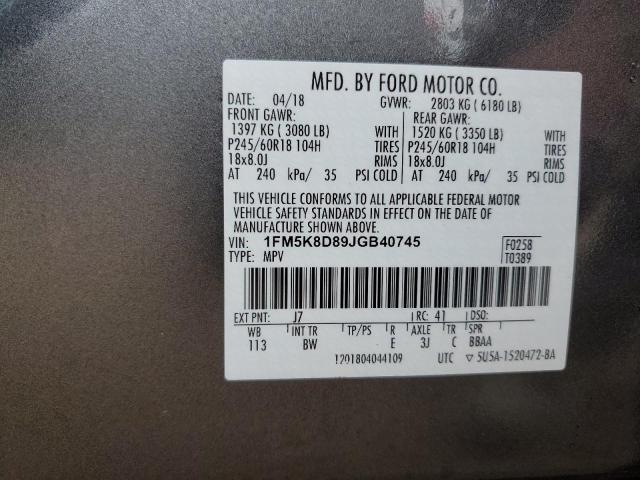 MFD. BY FORD MOTOR CO.
DATE: 04/18 GVWR: 2803 KG ( 6180 LB)
FRONT GAWR: REAR GAWR:
1397 KG ( 3080 LB) WITH 1520 KG ( 3350 LB) WITH
P245/60R18 104H TIRES P245/60R18 104H TIRES
18x8.0J RIMS 18x8.0J RIMS
AT 240 kPa/ 35 PSI COLD AT 240 kPa/ 35 PSI COLD
THIS VEHICLE CONFORMS TO ALL APPLICABLE FEDERAL MOTOR
VEHICLE SAFETY STANDARDS IN EFFECT ON THE DATE OF
MANUFACTURE SHOWN ABOVE.
VIN: 1FM5K8D89JGB40745 F0258
TYPE: MPV T0389
EXT PNT: J7 RC: 41 DSO:
WB INT TR TP/PS R AXLE TR SPR
113 BW E 3J C BBAA
1201804044109 UTC ▽ 5U5A-1520472-BA